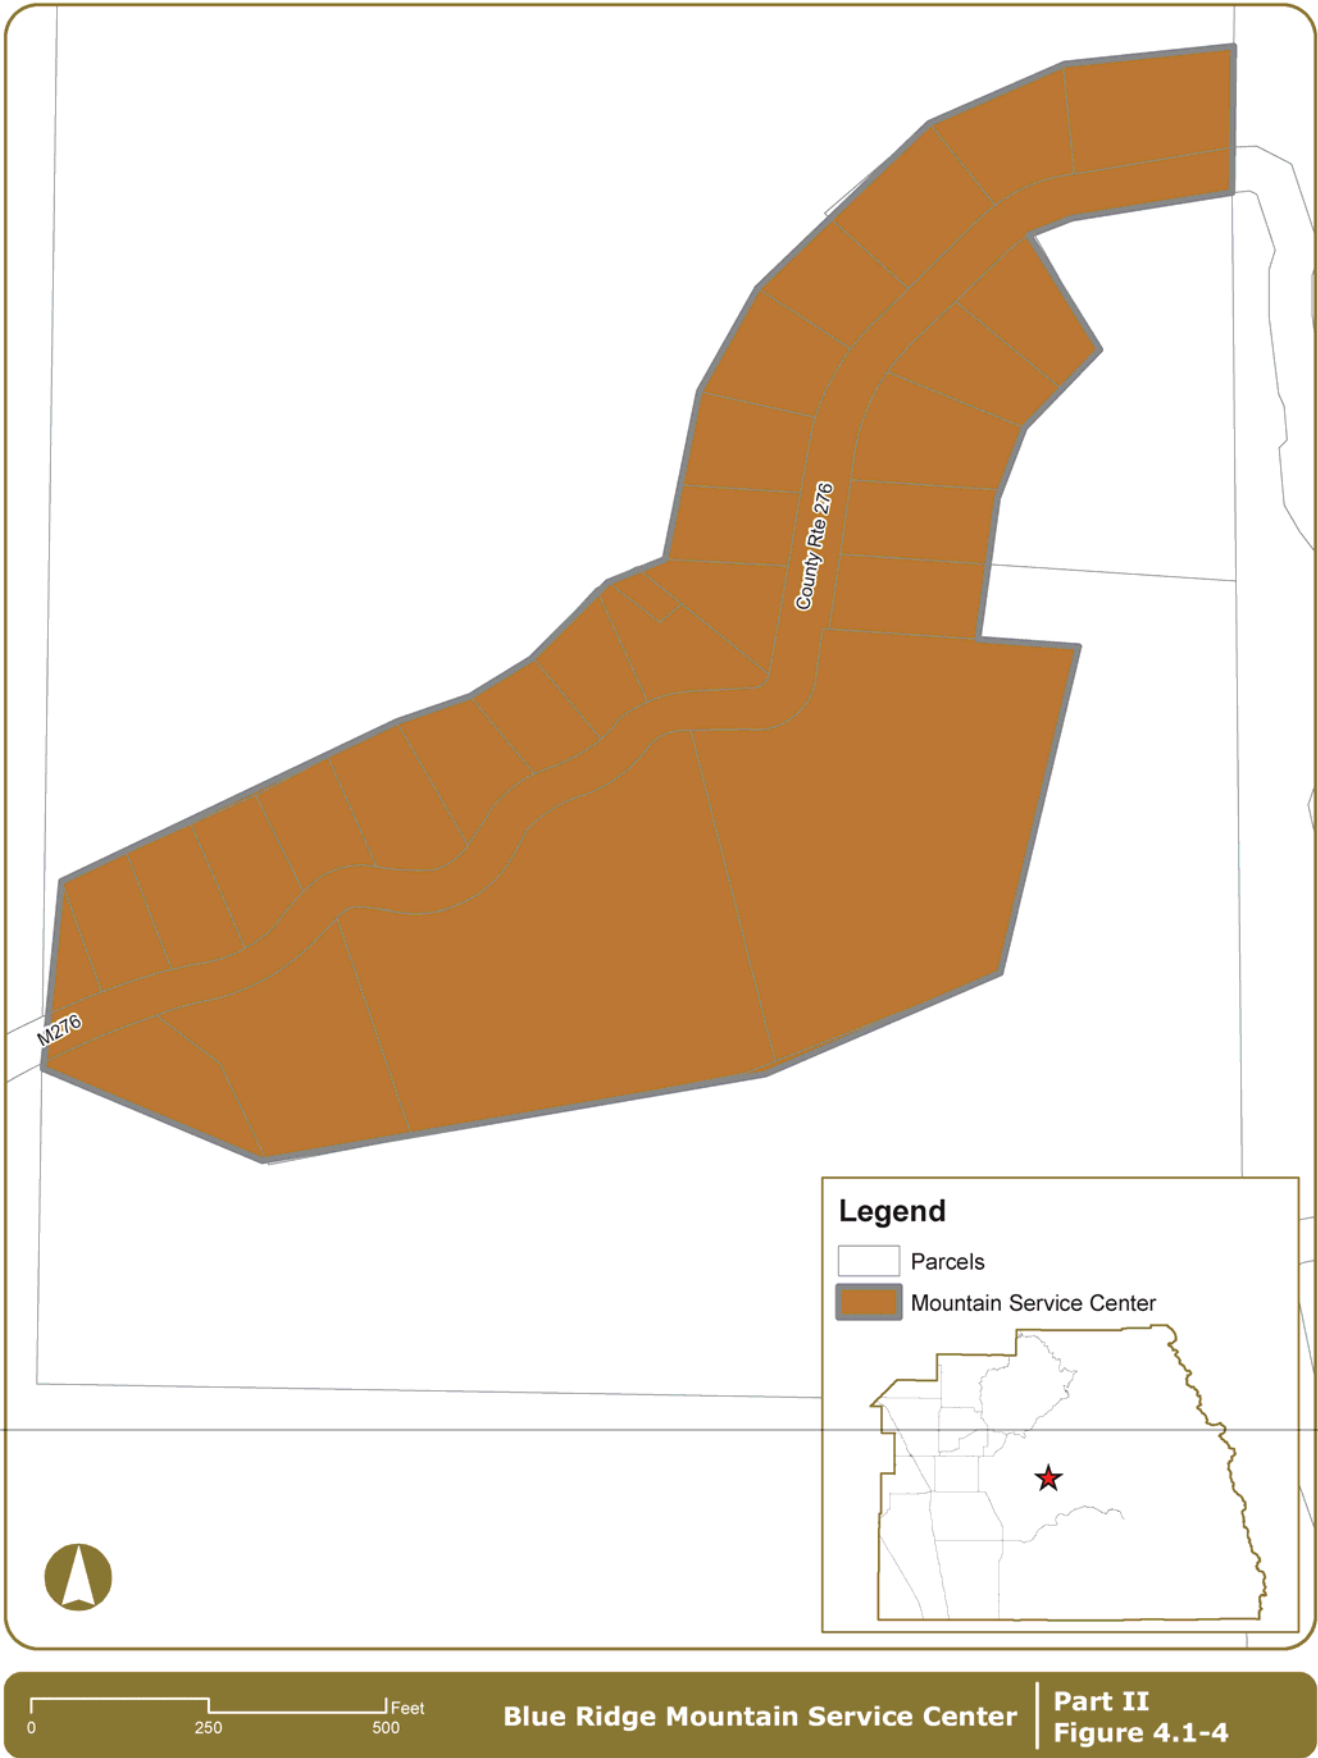 County Rte 276
M276
Legend
Parcels
Mountain Service Center
Feet
0 250 500
Blue Ridge Mountain Service Center
Part II
Figure 4.1-4